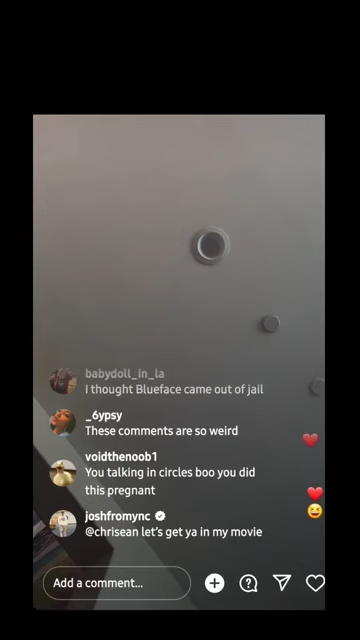 babydoll_in_la
I thought Blueface came out of jail
_6ypsy
These comments are so weird
voidthenoob1
You talking in circles boo you did
this pregnant
joshfromync
@chrisean let's get ya in my movie
Add a comment...